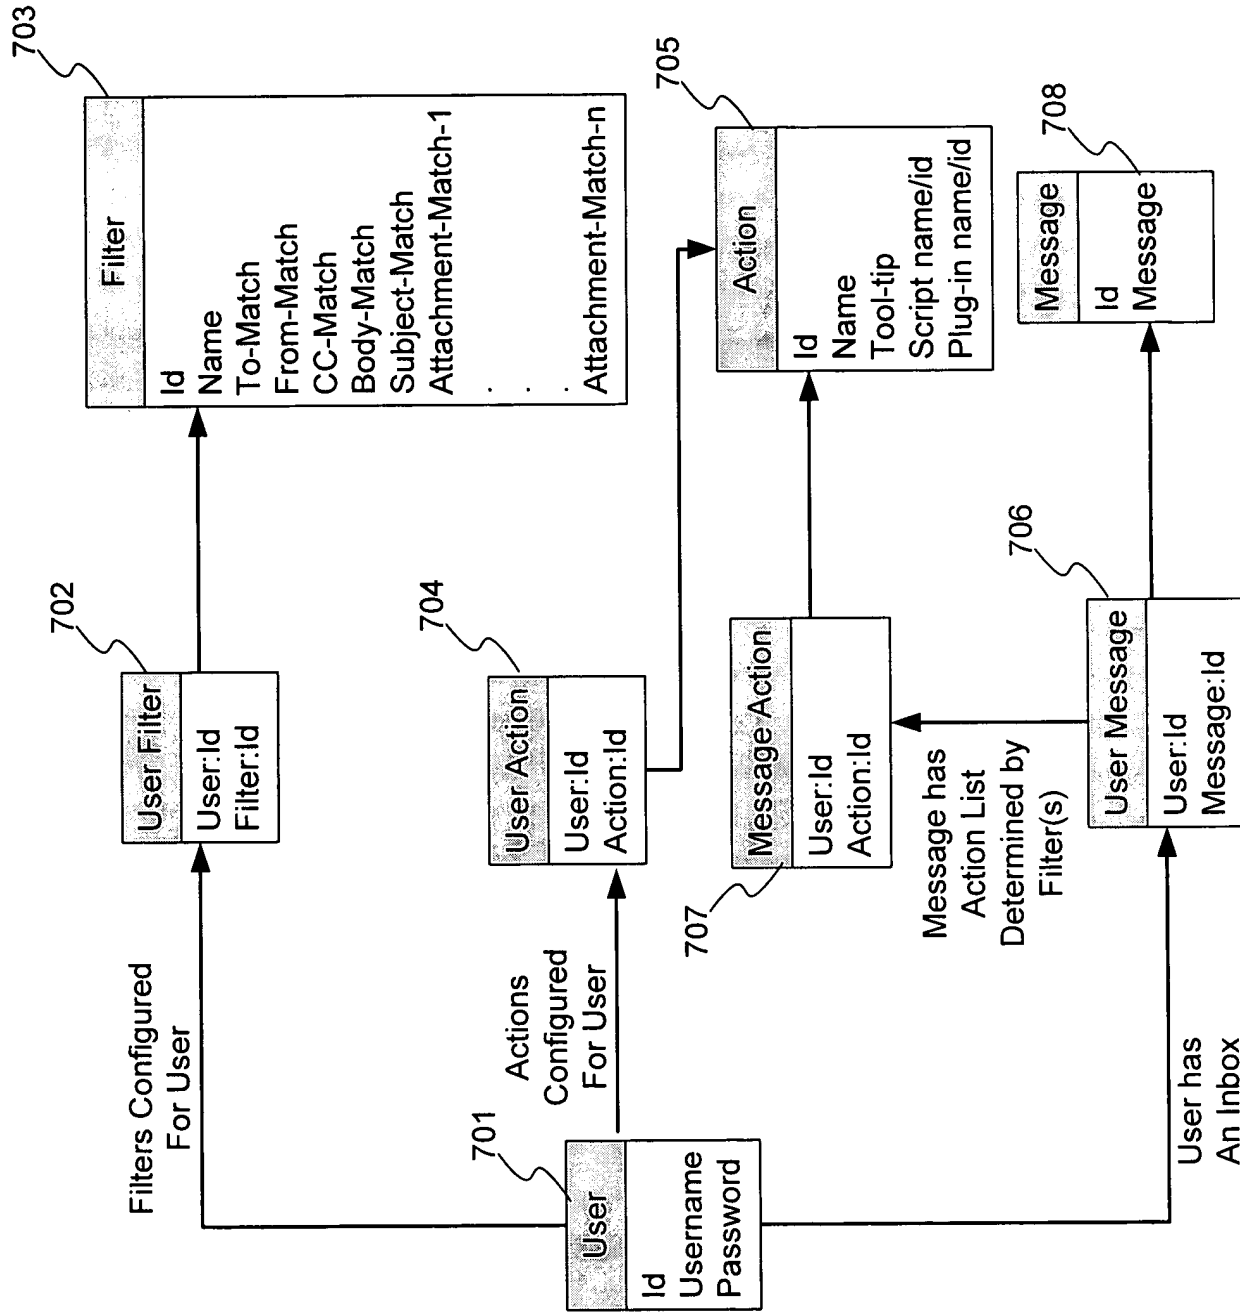 703
Filter
Id
Name
To-Match
From-Match
CC-Match
Body-Match
Subject-Match
Attachment-Match-1
. . .
Attachment-Match-n
702
User Filter
User:Id
Filter:Id
Filters Configured
For User
704
User Action
User:Id
Action:Id
Actions
Configured
For User
701
User
Id
Username
Password
705
Action
Id
Name
Tool-tip
Script name/id
Plug-in name/id
707
Message Action
User:Id
Action:Id
Message has
Action List
Determined by
Filter(s)
706
User Message
User:Id
Message:Id
User has
An Inbox
708
Message
Id
Message